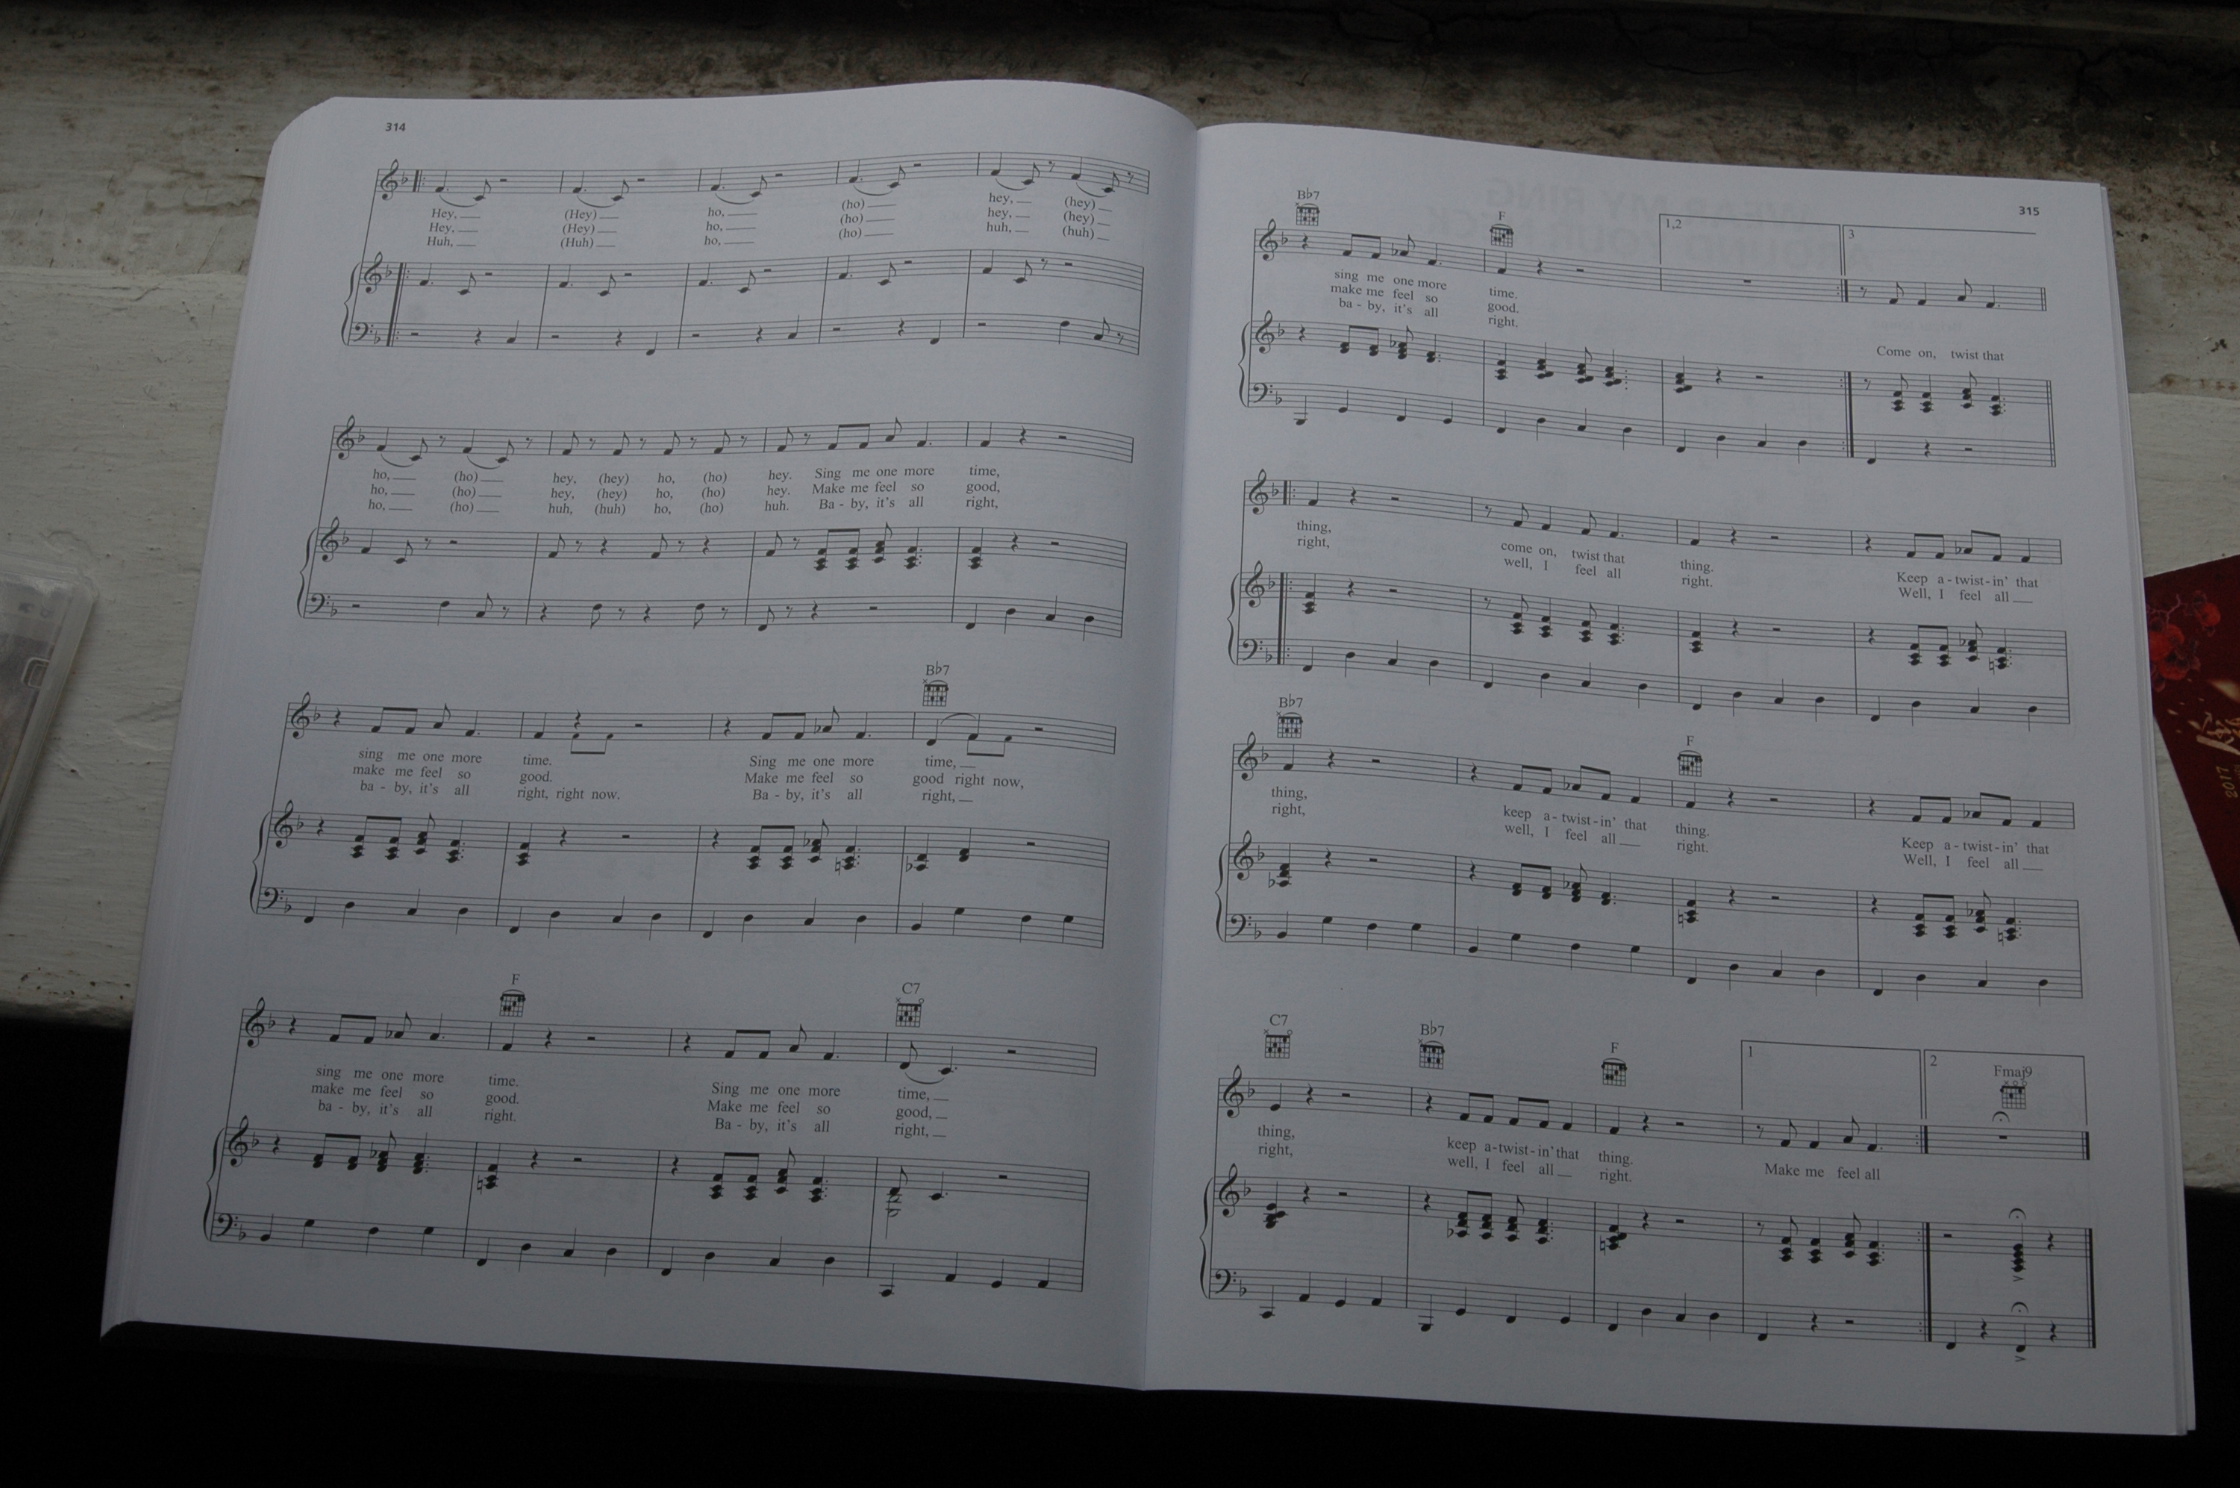 314
Hey, (Hey) ho, (ho) hey, (hey)
Hey, (Hey) ho, (ho) hey, (hey)
Huh, (Huh) ho, (ho) huh, (huh)
ho, (ho) hey, (hey) ho, (ho) hey. Sing me one more time,
ho, (ho) hey, (hey) ho, (ho) hey. Make me feel so good,
ho, (ho) huh, (huh) ho, (ho) huh. Ba - by, it's all right,
B♭7
sing me one more time. Sing me one more time,
make me feel so good. Make me feel so good right now,
ba - by, it's all right, right now. Ba - by, it's all right,
F C7
sing me one more time. Sing me one more time,
make me feel so good. Make me feel so good,
ba - by, it's all right. Ba - by, it's all right,
315
B♭7 F 1,2 3
sing me one more time.
make me feel so good.
ba - by, it's all right.
Come on, twist that
thing, come on, twist that thing. Keep a - twist - in' that
right, well, I feel all right. Well, I feel all
B♭7 F
thing, keep a - twist - in' that thing. Keep a - twist - in' that
right, well, I feel all right. Well, I feel all
C7 B♭7 F 1 2 Fmaj9
thing, keep a - twist - in' that thing. Make me feel all
right, well, I feel all right.
2017